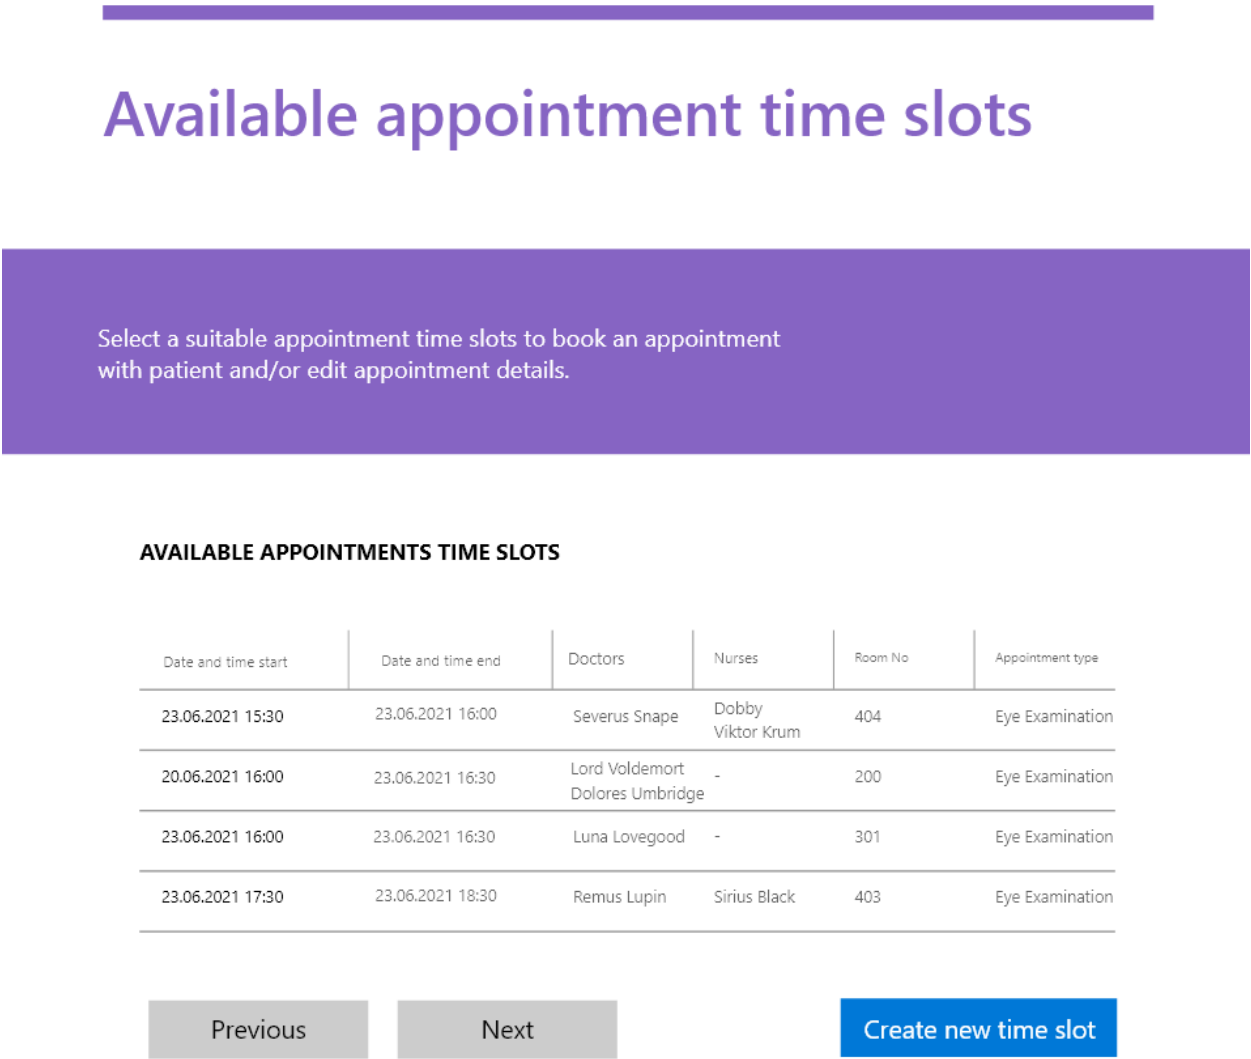 Available appointment time slots
Select a suitable appointment time slots to book an appointment
with patient and/or edit appointment details.
AVAILABLE APPOINTMENTS TIME SLOTS
Date and time start Date and time end Doctors Nurses Room No Appointment type
23.06.2021 15:30 23.06.2021 16:00 Severus Snape Dobby 404 Eye Examination
Viktor Krum
20.06.2021 16:00 23.06.2021 16:30 Lord Voldemort - 200 Eye Examination
Dolores Umbridge
23.06.2021 16:00 23.06.2021 16:30 Luna Lovegood - 301 Eye Examination
23.06.2021 17:30 23.06.2021 18:30 Remus Lupin Sirius Black 403 Eye Examination
Previous Next Create new time slot